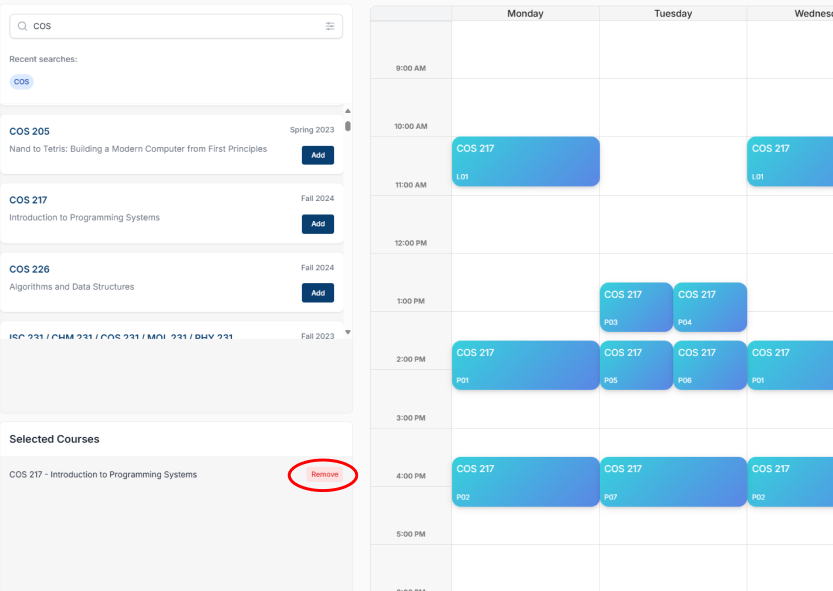 COS
Recent searches:
COS
COS 205
Spring 2023
Nand to Tetris: Building a Modern Computer from First Principles
Add
COS 217
Fall 2024
Introduction to Programming Systems
Add
COS 226
Fall 2024
Algorithms and Data Structures
Add
ISC 231 / CHM 231 / COS 231 / MOL 231 / PHY 231
Fall 2023
Selected Courses
COS 217 - Introduction to Programming Systems
Remove
Monday
Tuesday
9:00 AM
10:00 AM
COS 217
L01
COS 217
L01
11:00 AM
12:00 PM
1:00 PM
COS 217
P03
COS 217
P04
2:00 PM
COS 217
P01
COS 217
P05
COS 217
P06
COS 217
P01
3:00 PM
4:00 PM
COS 217
P02
COS 217
P07
COS 217
P02
5:00 PM